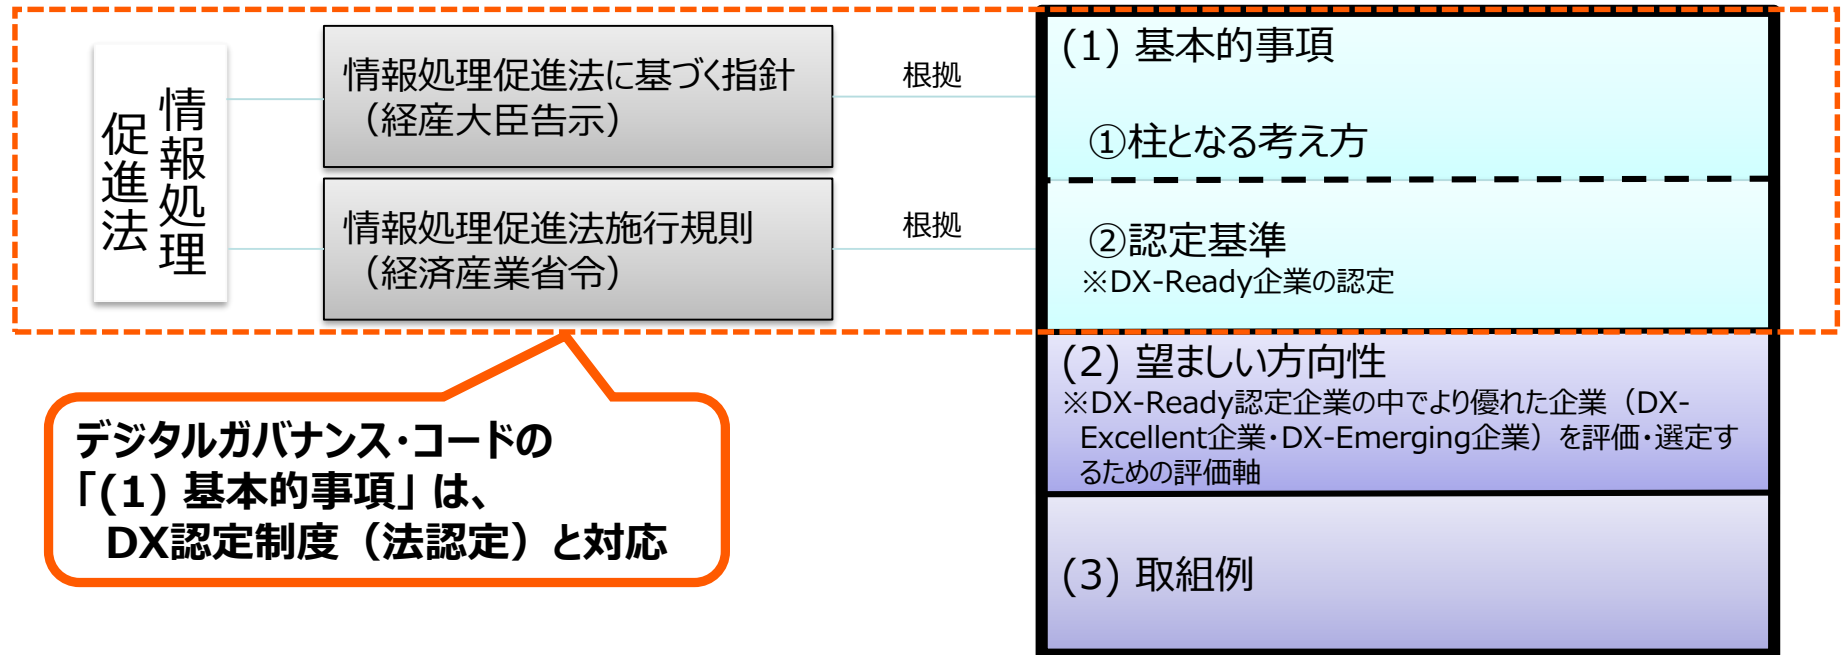 情報処理
促進法
情報処理促進法に基づく指針
（経産大臣告示）
根拠
情報処理促進法施行規則
（経済産業省令）
根拠
(1) 基本的事項
①柱となる考え方
②認定基準
※DX-Ready企業の認定
(2) 望ましい方向性
※DX-Ready認定企業の中でより優れた企業（DX-
Excellent企業・DX-Emerging企業）を評価・選定す
るための評価軸
(3) 取組例
デジタルガバナンス・コードの
「(1) 基本的事項」は、
DX認定制度（法認定）と対応